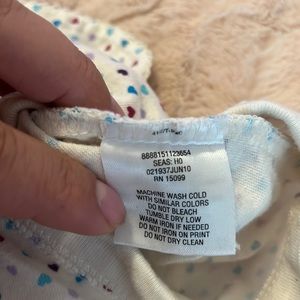 8888151123654
SEAS: H0
021937JUN10
RN 15099
MACHINE WASH COLD
WITH SIMILAR COLORS
DO NOT BLEACH
TUMBLE DRY LOW
WARM IRON IF NEEDED
DO NOT IRON ON PRINT
DO NOT DRY CLEAN